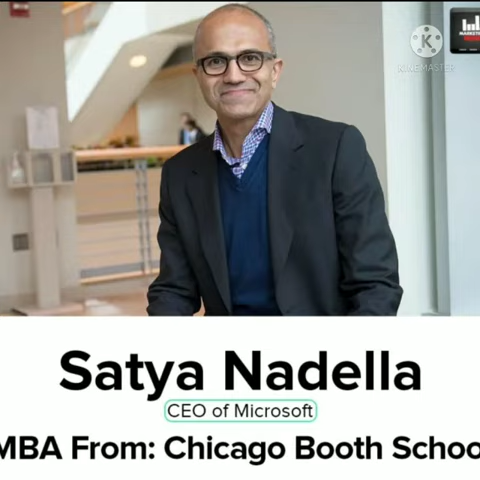 KINEMASTER
Satya Nadella
CEO of Microsoft
MBA From: Chicago Booth Schoo